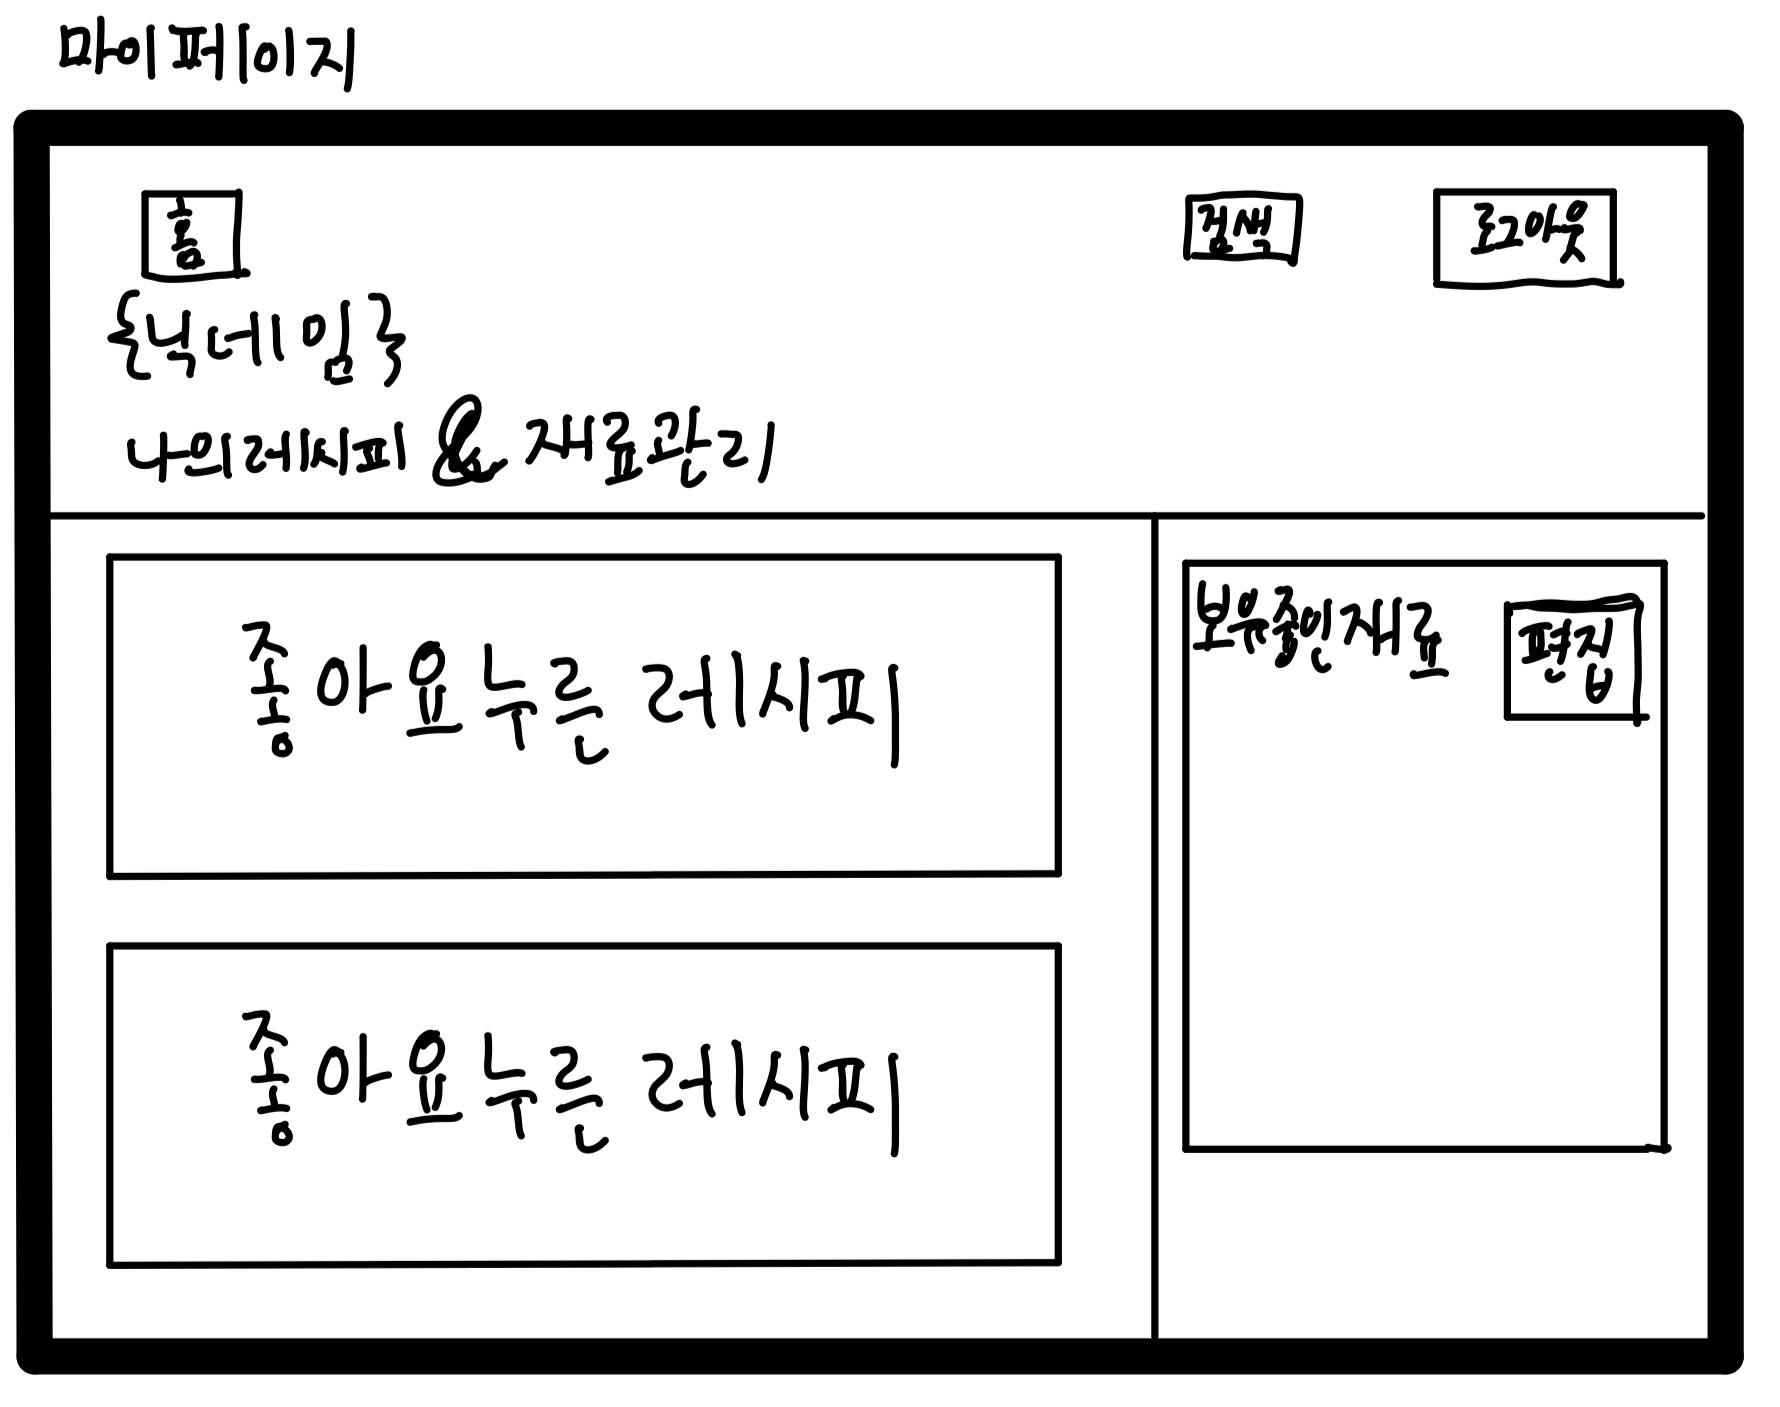 마이페이지
홈 검색 로그아웃
{닉네임}
나의레시피 & 재료관리
좋아요누른 레시피
보유중인재료 편집
좋아요누른 레시피